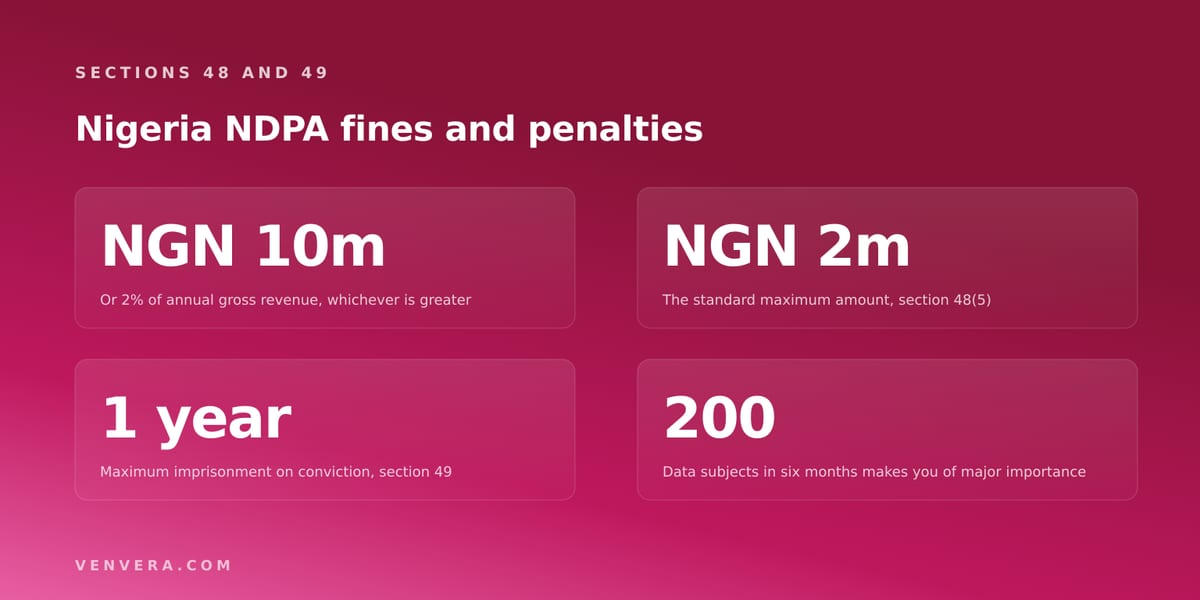 SECTIONS 48 AND 49
Nigeria NDPA fines and penalties
NGN 10m
Or 2% of annual gross revenue, whichever is greater
NGN 2m
The standard maximum amount, section 48(5)
1 year
Maximum imprisonment on conviction, section 49
200
Data subjects in six months makes you of major importance
VENVERA.COM